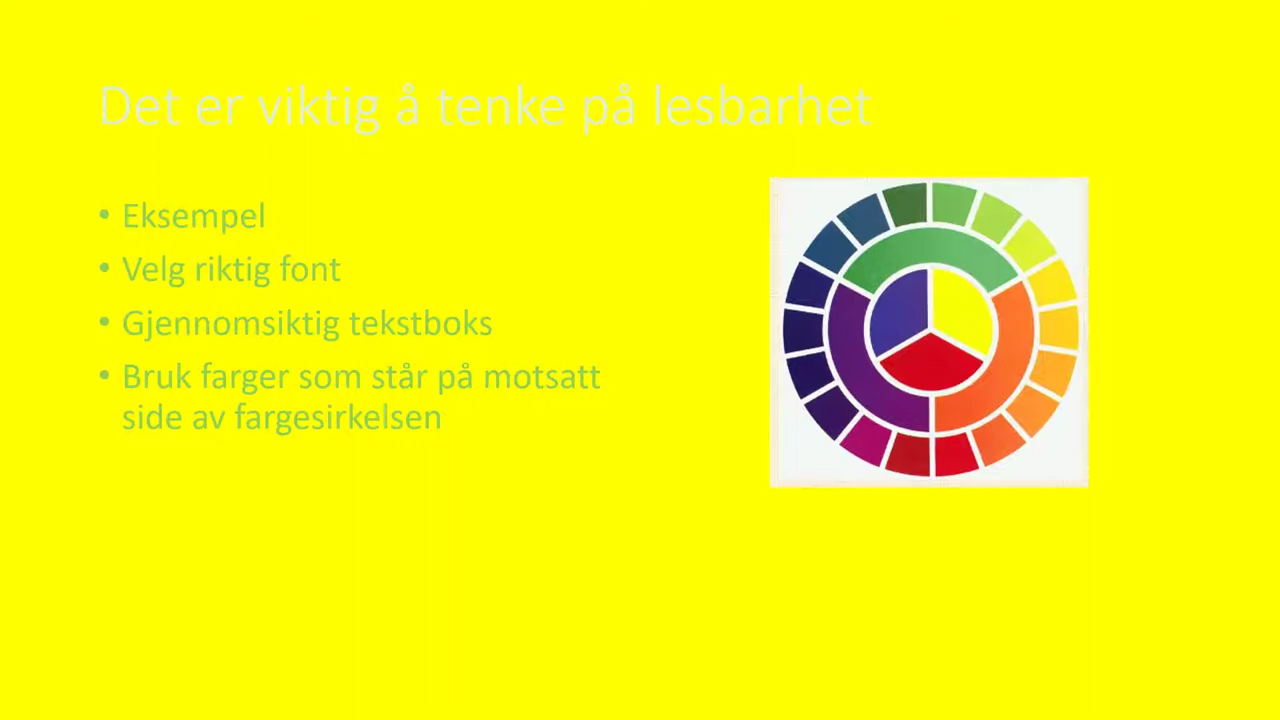 Det er viktig å tenke på lesbarhet
• Eksempel
• Velg riktig font
• Gjennomsiktig tekstboks
• Bruk farger som står på motsatt
side av fargesirkelsen